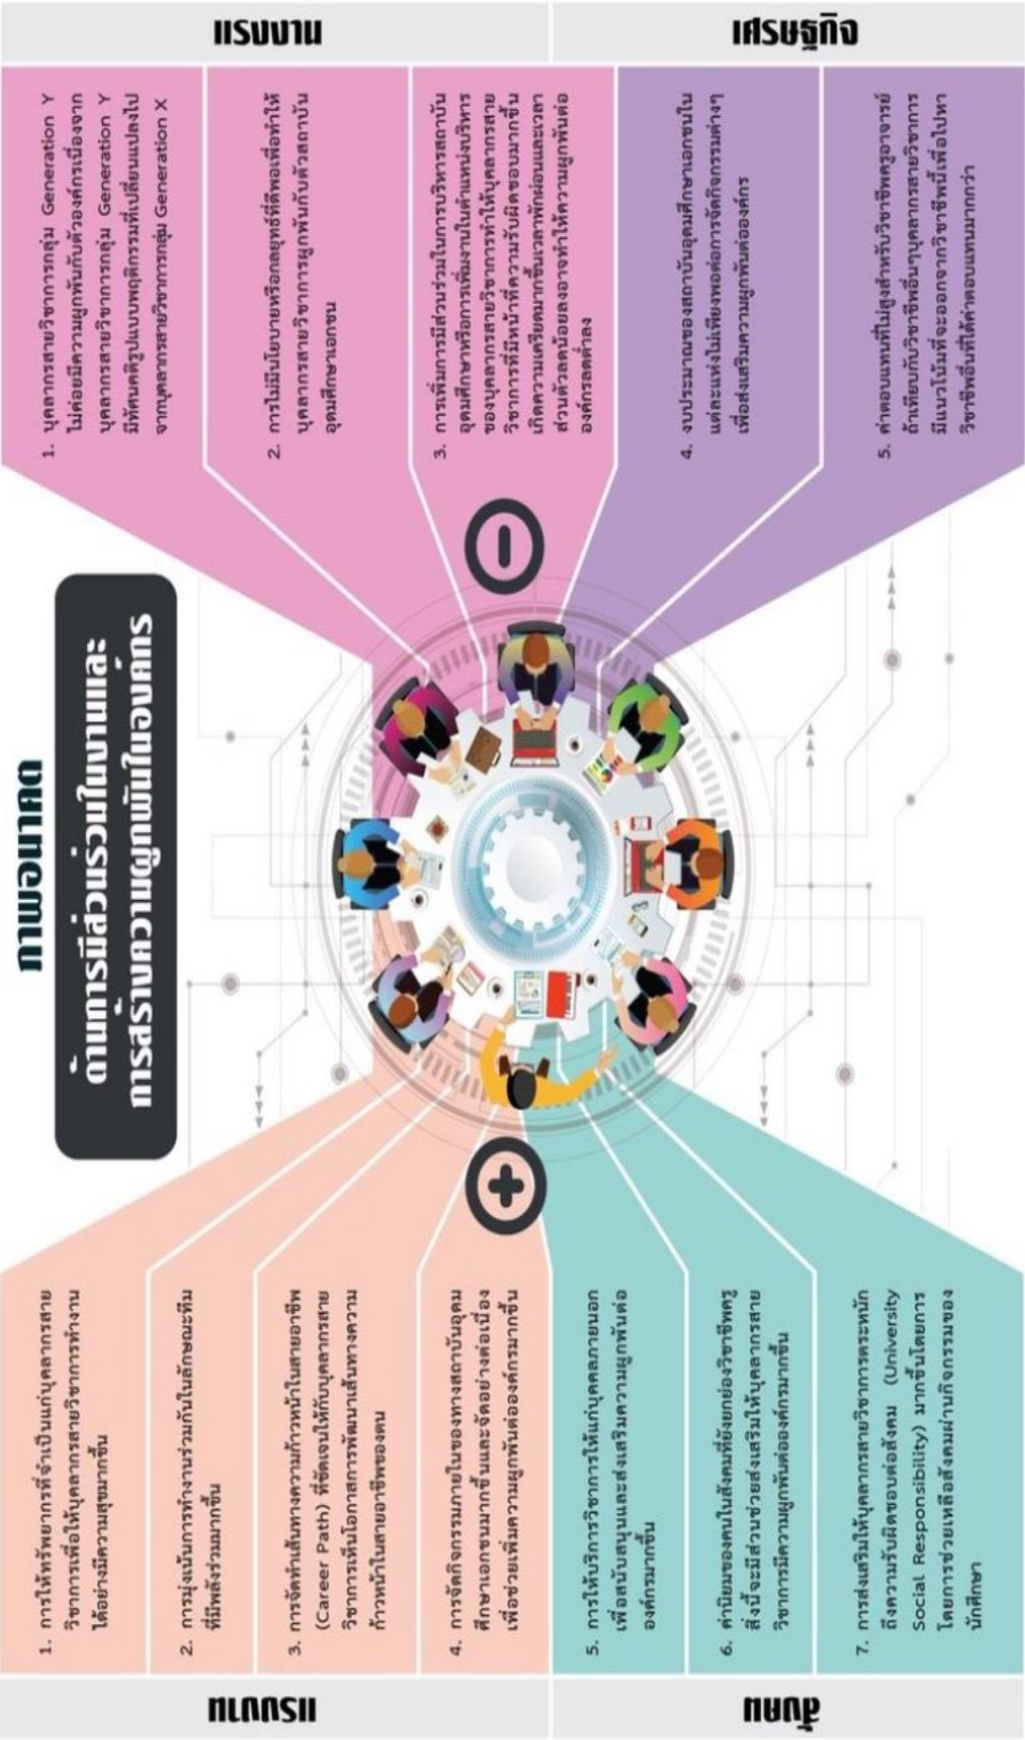 ภาพอนาคต
ด้านการมีส่วนร่วมในงานและ
การสร้างความผูกพันในองค์กร
แรงงาน
1. การให้ทรัพยากรที่จำเป็นแก่บุคลากรสาย
วิชาการเพื่อให้บุคลากรสายวิชาการทำงาน
ได้อย่างมีความสุขมากขึ้น
2. การมุ่งเน้นการทำงานร่วมกันในลักษณะทีม
ที่มีพลังร่วมมากขึ้น
3. การจัดทำเส้นทางความก้าวหน้าในสายอาชีพ
(Career Path) ที่ชัดเจนให้กับบุคลากรสาย
วิชาการเห็นโอกาสการพัฒนาเส้นทางความ
ก้าวหน้าในสายอาชีพของตน
4. การจัดกิจกรรมภายในของทางสถาบันอุดม
ศึกษาเอกชนมากขึ้นและจัดอย่างต่อเนื่อง
เพื่อช่วยเพิ่มความผูกพันต่อองค์กรมากขึ้น
สังคม
5. การให้บริการวิชาการให้แก่บุคคลภายนอก
เพื่อสนับสนุนและส่งเสริมความผูกพันต่อ
องค์กรมากขึ้น
6. ค่านิยมของคนในสังคมที่ยังยกย่องวิชาชีพครู
สิ่งนี้จะมีส่วนช่วยส่งเสริมให้บุคลากรสาย
วิชาการมีความผูกพันต่อองค์กรมากขึ้น
7. การส่งเสริมให้บุคลากรสายวิชาการตระหนัก
ถึงความรับผิดชอบต่อสังคม (University
Social Responsibility) มากขึ้นโดยการ
โดยการช่วยเหลือสังคมผ่านกิจกรรมของ
นักศึกษา
แรงงาน
1. บุคลากรสายวิชาการกลุ่ม Generation Y
ไม่ค่อยมีความผูกพันกับตัวองค์กรเนื่องจาก
บุคลากรสายวิชาการกลุ่ม Generation Y
มีทัศนคติรูปแบบพฤติกรรมที่เปลี่ยนแปลงไป
จากบุคลากรสายวิชาการกลุ่ม Generation X
2. การไม่มีนโยบายหรือกลยุทธ์ที่ดีพอเพื่อทำให้
บุคลากรสายวิชาการผูกพันกับตัวสถาบัน
อุดมศึกษาเอกชน
3. การเพิ่มการมีส่วนร่วมในการบริหารสถาบัน
อุดมศึกษาหรือการเพิ่มงานในตำแหน่งบริหาร
ของบุคลากรสายวิชาการทำให้บุคลากรสาย
วิชาการที่มีหน้าที่ความรับผิดชอบมากขึ้น
เกิดความเครียดมากขึ้นเวลาพักผ่อนและเวลา
ส่วนตัวลดน้อยลงอาจทำให้ความผูกพันต่อ
องค์กรลดต่ำลง
เศรษฐกิจ
4. งบประมาณของสถาบันอุดมศึกษาเอกชนใน
แต่ละแห่งไม่เพียงพอต่อการจัดกิจกรรมต่างๆ
เพื่อส่งเสริมความผูกพันต่อองค์กร
5. ค่าตอบแทนที่ไม่สูงสำหรับวิชาชีพครูอาจารย์
ถ้าเทียบกับวิชาชีพอื่นๆบุคลากรสายวิชาการ
มีแนวโน้มที่จะออกจากวิชาชีพนี้เพื่อไปหา
วิชาชีพอื่นที่ได้ค่าตอบแทนมากกว่า